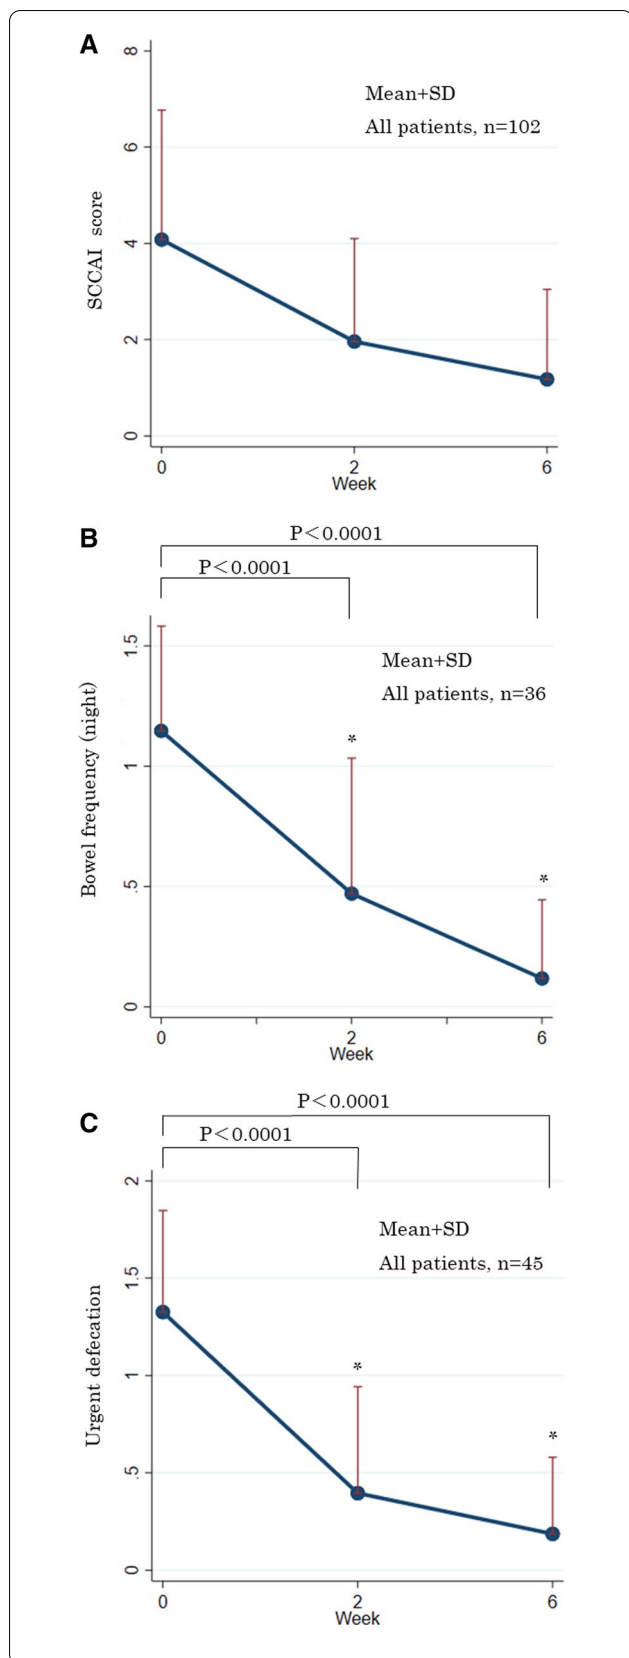 A
8
Mean+SD
All patients, n=102
6
4
2
0
SCCAI score
0 2 6
Week
B
P<0.0001
P<0.0001
1.5
Mean+SD
All patients, n=36
*
1
*
.5
0
Bowel frequency (night)
0 2 6
Week
C
P<0.0001
P<0.0001
2
Mean+SD
All patients, n=45
1.5
*
1
*
.5
0
Urgent defecation
0 2 6
Week